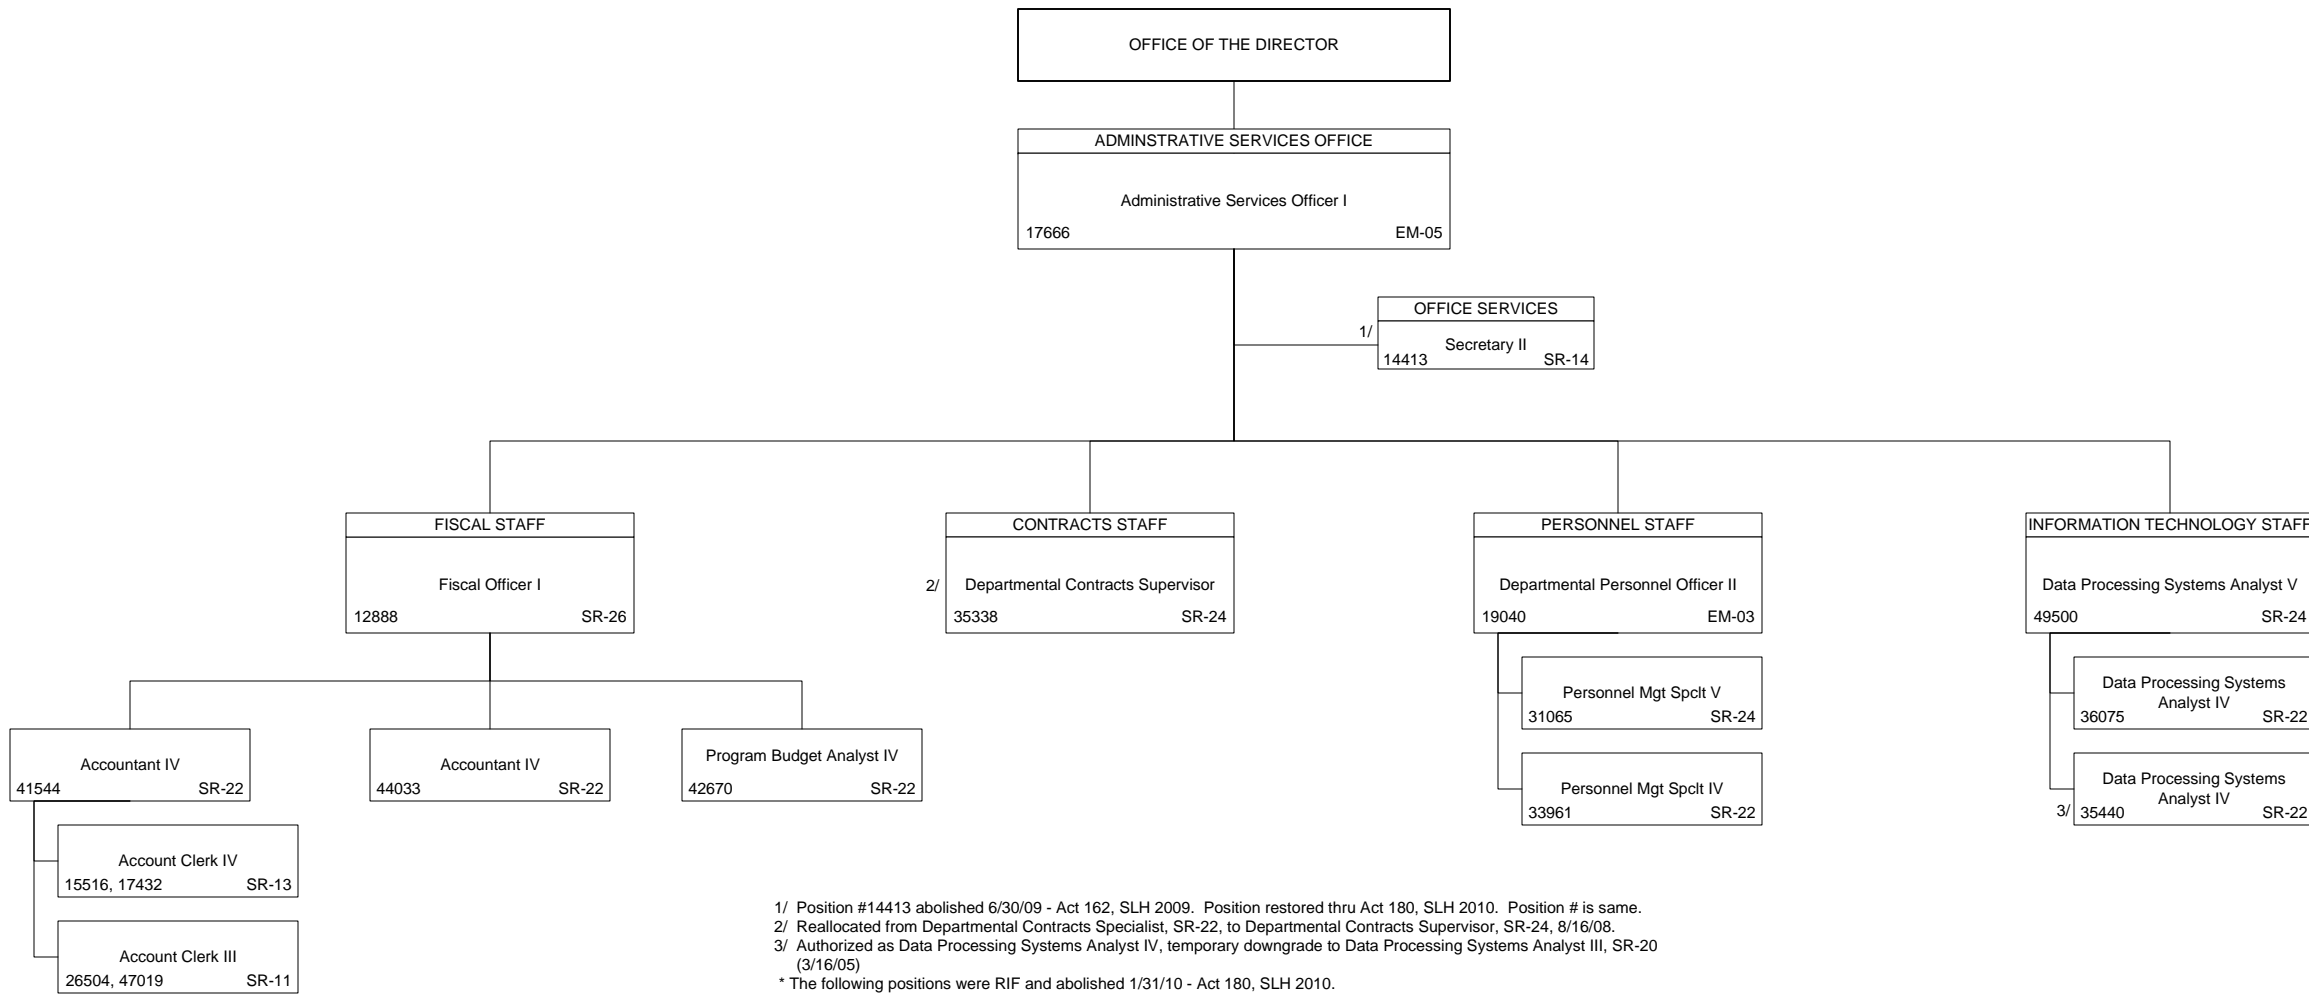 OFFICE OF THE DIRECTOR
ADMINSTRATIVE SERVICES OFFICE
Administrative Services Officer I
17666 EM-05
OFFICE SERVICES
1/
Secretary II
14413 SR-14
FISCAL STAFF
Fiscal Officer I
12888 SR-26
CONTRACTS STAFF
2/ Departmental Contracts Supervisor
35338 SR-24
PERSONNEL STAFF
Departmental Personnel Officer II
19040 EM-03
INFORMATION TECHNOLOGY STAFF
Data Processing Systems Analyst V
49500 SR-24
Accountant IV
41544 SR-22
Account Clerk IV
15516, 17432 SR-13
Account Clerk III
26504, 47019 SR-11
Accountant IV
44033 SR-22
Program Budget Analyst IV
42670 SR-22
Personnel Mgt Spclt V
31065 SR-24
Personnel Mgt Spclt IV
33961 SR-22
Data Processing Systems
Analyst IV
36075 SR-22
Data Processing Systems
Analyst IV
3/ 35440 SR-22
1/ Position #14413 abolished 6/30/09 - Act 162, SLH 2009. Position restored thru Act 180, SLH 2010. Position # is same.
2/ Reallocated from Departmental Contracts Specialist, SR-22, to Departmental Contracts Supervisor, SR-24, 8/16/08.
3/ Authorized as Data Processing Systems Analyst IV, temporary downgrade to Data Processing Systems Analyst III, SR-20
(3/16/05)
* The following positions were RIF and abolished 1/31/10 - Act 180, SLH 2010.